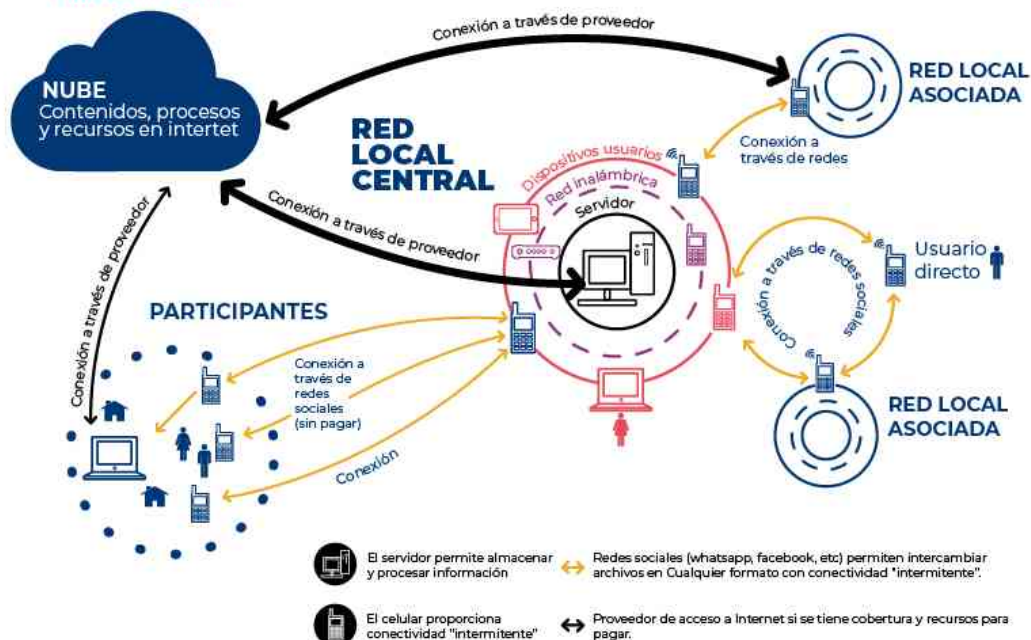 Conexión a través de proveedor
NUBE
Contenidos, procesos
y recursos en intertet
RED LOCAL
ASOCIADA
RED
LOCAL
CENTRAL
Conexión a
través de redes
Dispositivos usuarios
Red inalámbrica
Servidor
Conexión a través de proveedor
Conexión a través de proveedor
Usuario
directo
Conexión a través de redes sociales
PARTICIPANTES
Conexión a
través de
redes
sociales
(sin pagar)
Conexión
RED LOCAL
ASOCIADA
El servidor permite almacenar
y procesar información
Redes sociales (whatsapp, facebook, etc) permiten intercambiar
archivos en Cualquier formato con conectividad "intermitente".
El celular proporciona
conectividad "intermitente"
Proveedor de acceso a Internet si se tiene cobertura y recursos para
pagar.